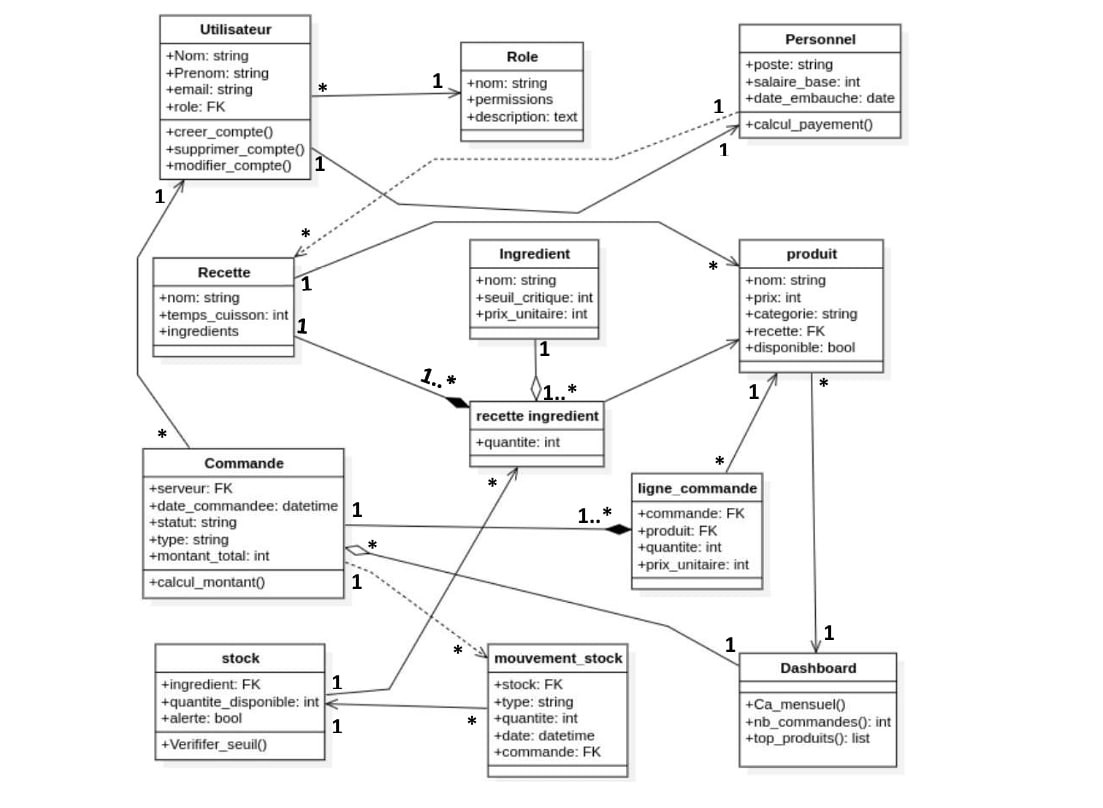 Utilisateur
+Nom: string
+Prenom: string
+email: string
+role: FK
+creer_compte()
+supprimer_compte()
+modifier_compte()
*
1
Role
+nom: string
+permissions
+description: text
Personnel
+poste: string
+salaire_base: int
+date_embauche: date
+calcul_payement()
1
1
1
1
*
Recette
+nom: string
+temps_cuisson: int
+ingredients
1
*
1
1..*
Ingredient
+nom: string
+seuil_critique: int
+prix_unitaire: int
1
1..*
produit
+nom: string
+prix: int
+categorie: string
+recette: FK
+disponible: bool
*
1
recette ingredient
+quantite: int
*
*
*
Commande
+serveur: FK
+date_commandee: datetime
+statut: string
+type: string
+montant_total: int
+calcul_montant()
1
1..*
*
1
ligne_commande
+commande: FK
+produit: FK
+quantite: int
+prix_unitaire: int
*
1
1
stock
+ingredient: FK
+quantite_disponible: int
+alerte: bool
+Verififer_seuil()
1
1
*
mouvement_stock
+stock: FK
+type: string
+quantite: int
+date: datetime
+commande: FK
Dashboard
+Ca_mensuel()
+nb_commandes(): int
+top_produits(): list